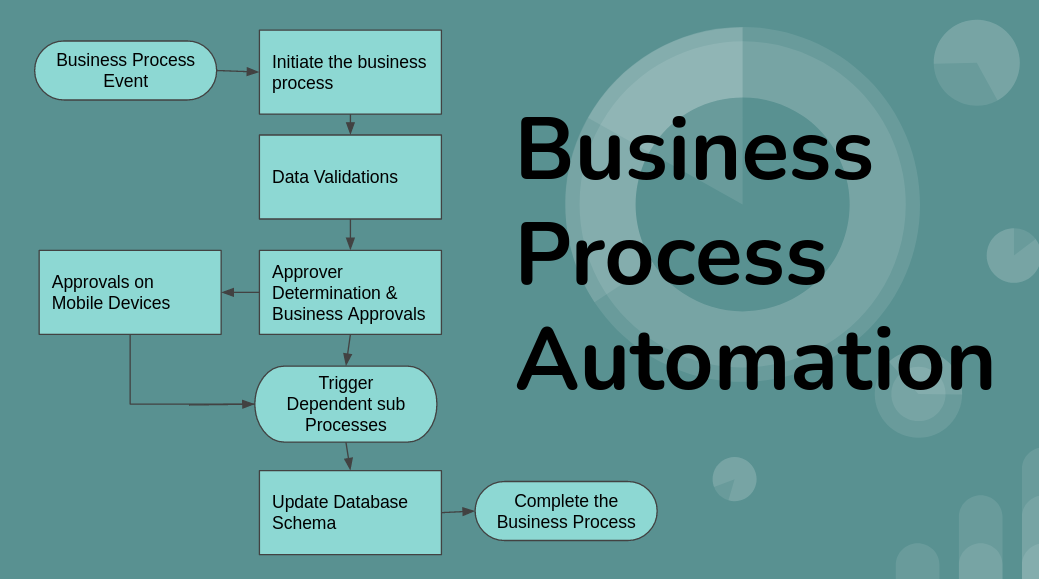 Business Process
Event
Initiate the business
process
Data Validations
Approvals on
Mobile Devices
Approver
Determination &
Business Approvals
Trigger
Dependent sub
Processes
Update Database
Schema
Complete the
Business Process
Business
Process
Automation